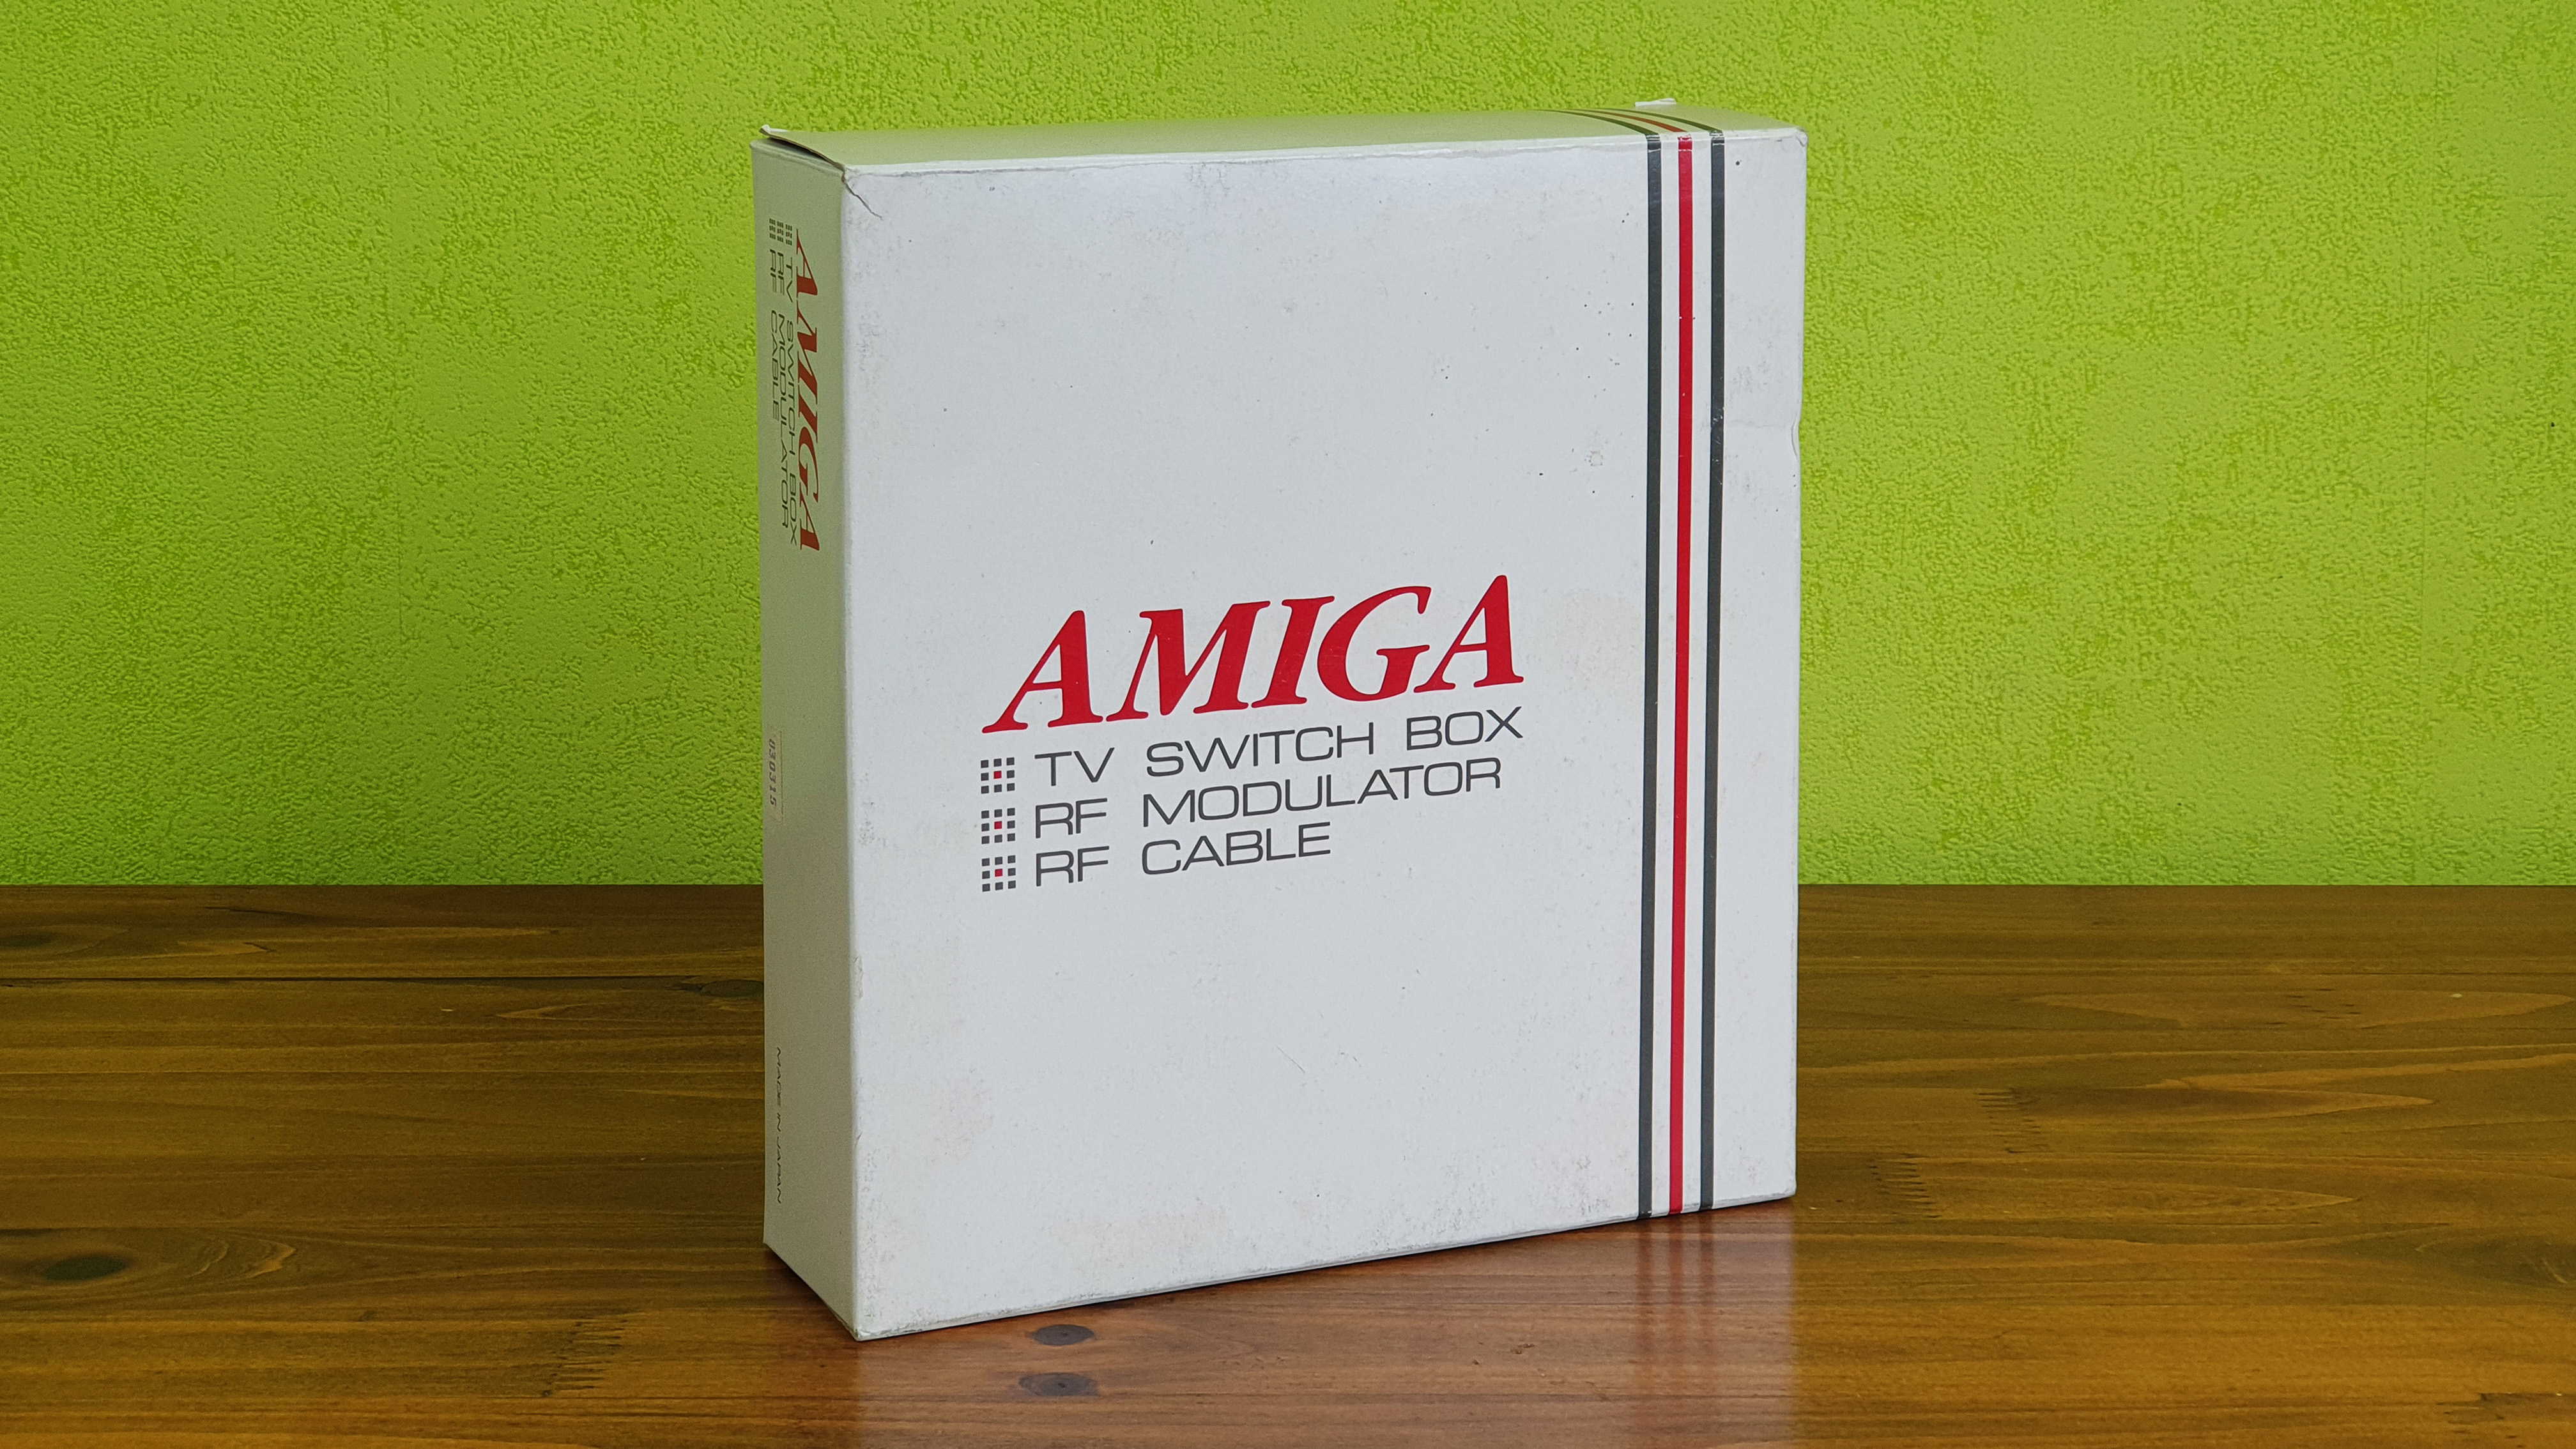 AMIGA
TV SWITCH BOX
RF MODULATOR
RF CABLE
AMIGA
TV SWITCH BOX
RF MODULATOR
RF CABLE
030315
MADE IN JAPAN